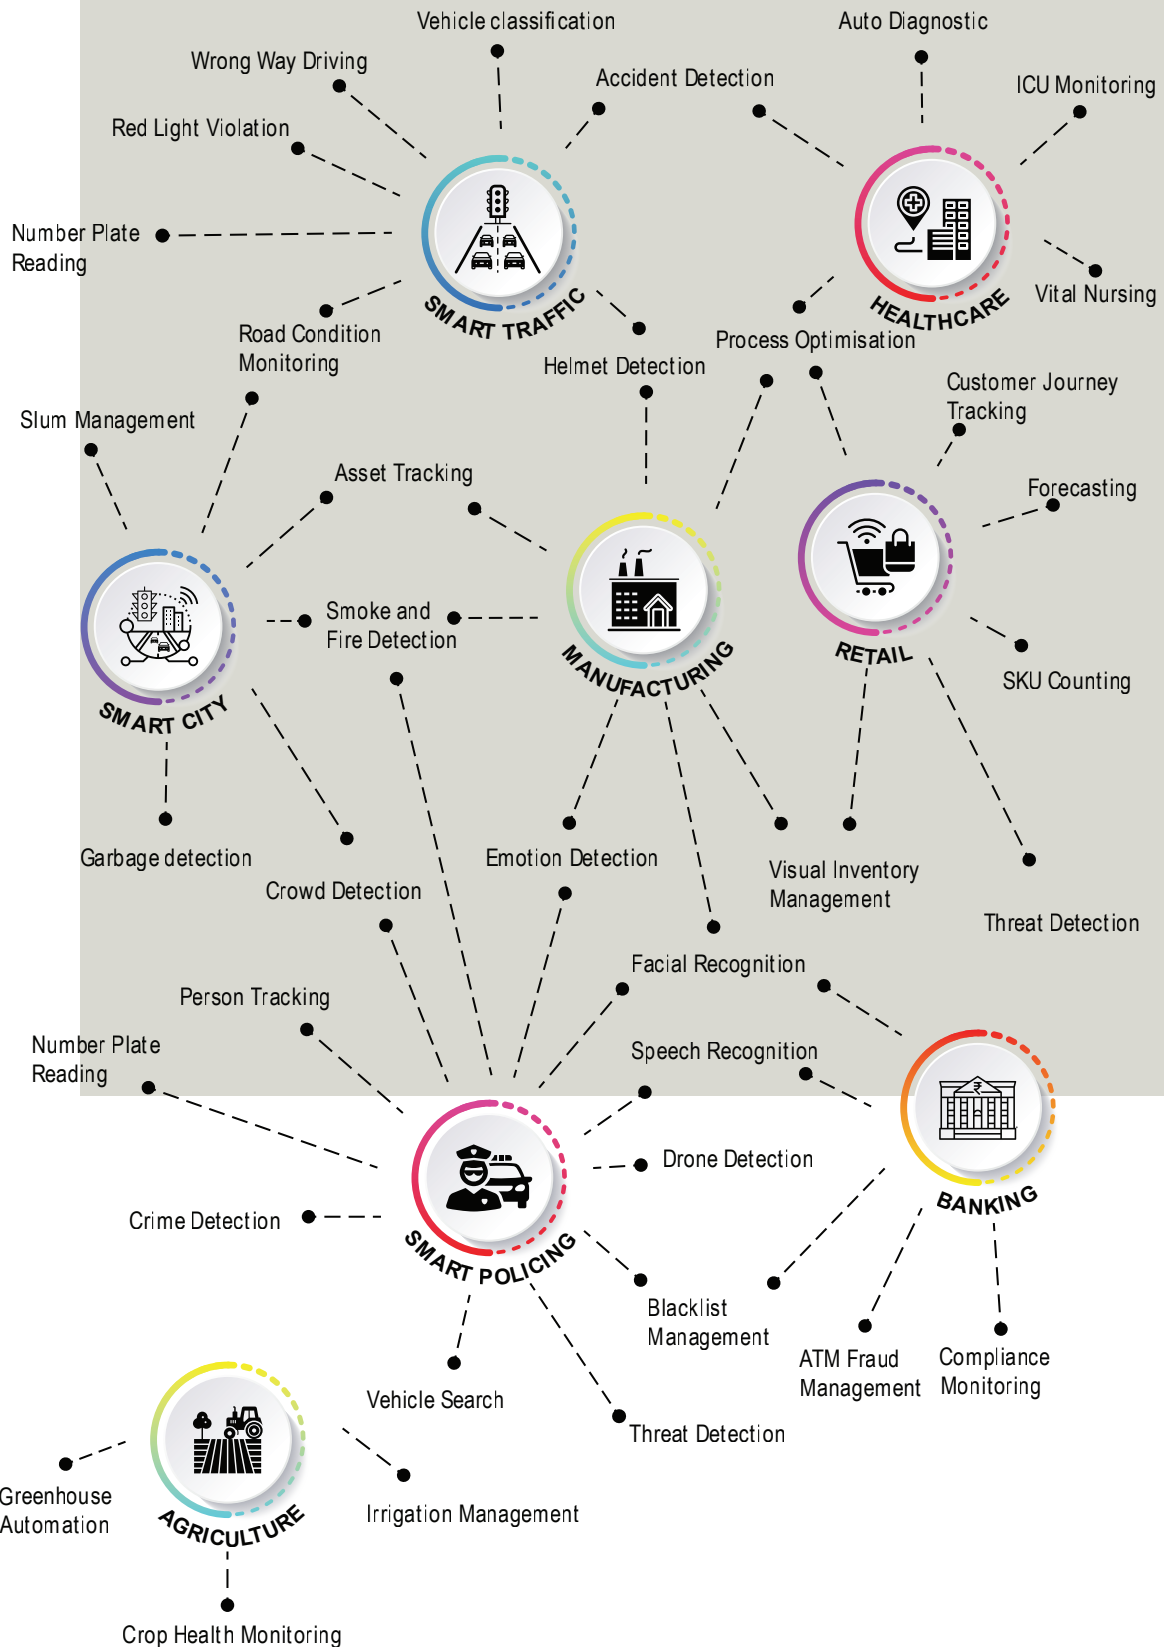 Vehicle classification
Auto Diagnostic
Wrong Way Driving
Accident Detection
ICU Monitoring
Red Light Violation
Number Plate
Reading
SMART TRAFFIC
HEALTHCARE
Vital Nursing
Road Condition
Monitoring
Process Optimisation
Helmet Detection
Customer Journey
Tracking
Slum Management
Asset Tracking
Forecasting
Smoke and
Fire Detection
MANUFACTURING
RETAIL
SKU Counting
SMART CITY
Garbage detection
Emotion Detection
Visual Inventory
Management
Crowd Detection
Threat Detection
Facial Recognition
Person Tracking
Number Plate
Reading
Speech Recognition
₹
Drone Detection
BANKING
Crime Detection
SMART POLICING
Blacklist
Management
ATM Fraud
Management
Compliance
Monitoring
Vehicle Search
Threat Detection
Greenhouse
Automation
AGRICULTURE
Irrigation Management
Crop Health Monitoring